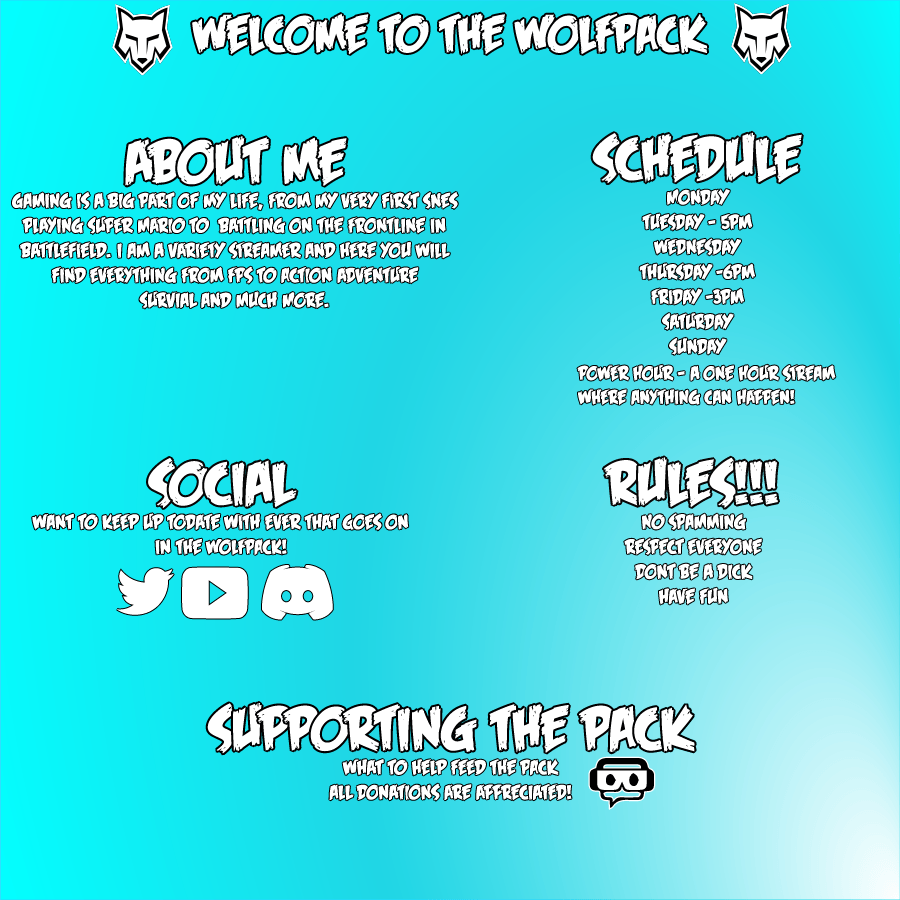 WELCOME TO THE WOLFPACK
ABOUT ME
GAMING IS A BIG PART OF MY LIFE, FROM MY VERY FIRST SNES
PLAYING SUPER MARIO TO BATTLING ON THE FRONTLINE IN
BATTLEFIELD. I AM A VARIETY STREAMER AND HERE YOU WILL
FIND EVERYTHING FROM FPS TO ACTION ADVENTURE
SURVIAL AND MUCH MORE.
SCHEDULE
MONDAY
TUESDAY - 5PM
WEDNESDAY
THURSDAY -6PM
FRIDAY -3PM
SATURDAY
SUNDAY
POWER HOUR - A ONE HOUR STREAM
WHERE ANYTHING CAN HAPPEN!
SOCIAL
WANT TO KEEP UP TODATE WITH EVER THAT GOES ON
IN THE WOLFPACK!
RULES!!!
NO SPAMMING
RESPECT EVERYONE
DONT BE A DICK
HAVE FUN
SUPPORTING THE PACK
WHAT TO HELP FEED THE PACK
ALL DONATIONS ARE APPRECIATED!